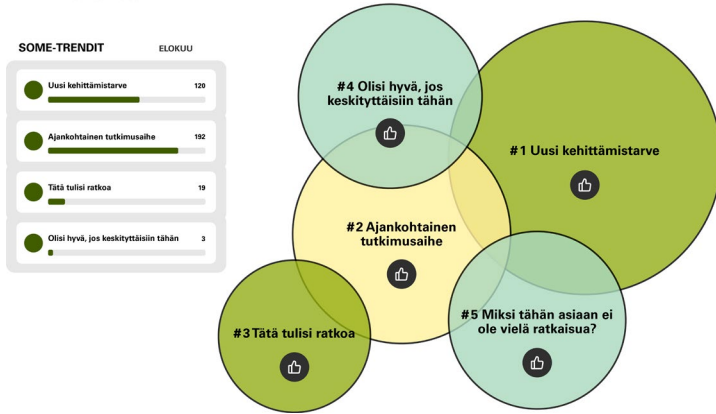 SOME-TRENDIT ELOKUU
Uusi kehittämistarve 120
Ajankohtainen tutkimusaihe 192
Tätä tulisi ratkoa 19
Olisi hyvä, jos keskityttäisiin tähän 3
#4 Olisi hyvä, jos
keskityttäisiin tähän
#1 Uusi kehittämistarve
#2 Ajankohtainen
tutkimusaihe
#3 Tätä tulisi ratkoa
#5 Miksi tähän asiaan ei
ole vielä ratkaisua?